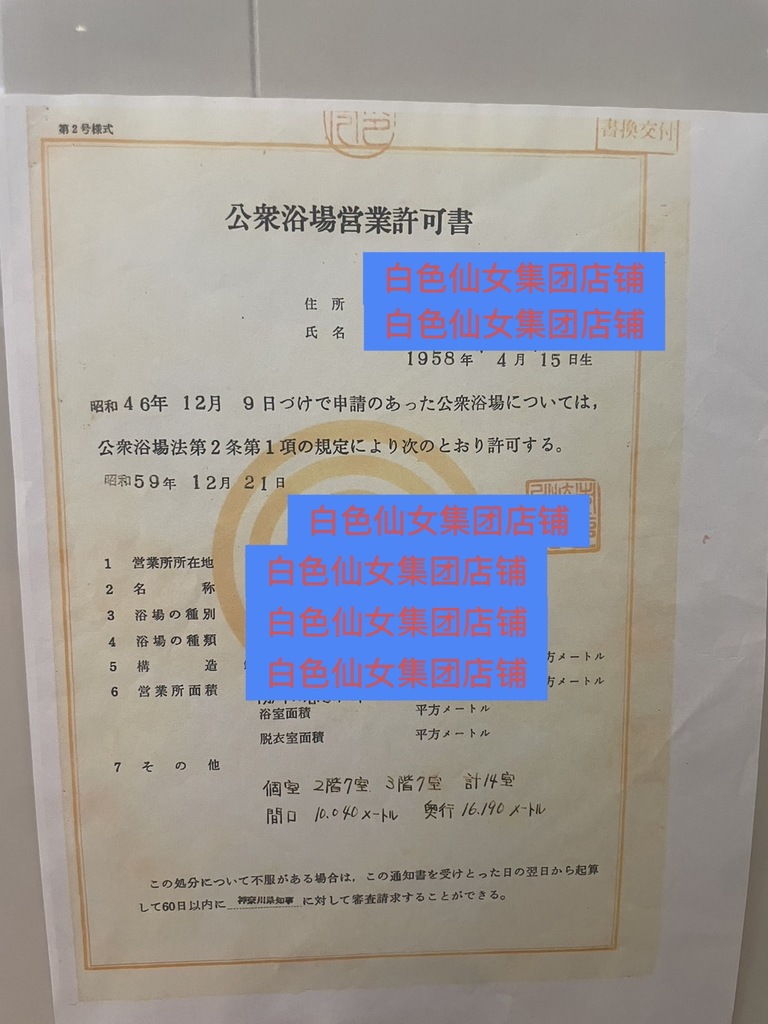 第2号様式
書換交付
公衆浴場営業許可書
白色仙女集团店铺
住所
白色仙女集团店铺
氏名
1958年 4月 15日生
昭和46年 12月 9日づけで申請のあった公衆浴場については,
公衆浴場法第2条第1項の規定により次のとおり許可する。
昭和59年 12月 21日
白色仙女集团店铺
1 営業所所在地 白色仙女集团店铺
2 名称
3 浴場の種別 白色仙女集团店铺
4 浴場の種類
5 構造 白色仙女集团店铺 方メートル
6 営業所面積 方メートル
浴室面積 平方メートル
脱衣室面積 平方メートル
7 その他
個室 2階7室 3階7室 計14室
間口 10.040メートル 奥行16.190メートル
この処分について不服がある場合は,この通知書を受けとった日の翌日から起算
して60日以内に 神奈川県知事 に対して審査請求することができる。